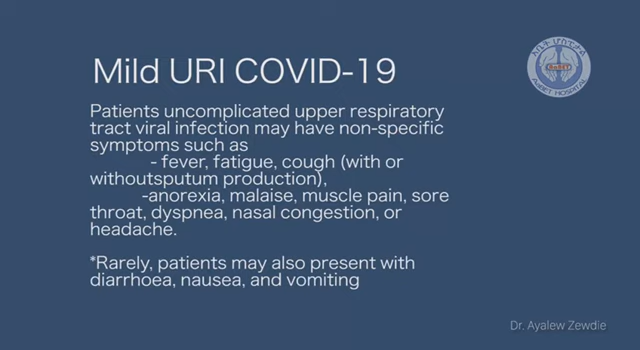 Mild URI COVID-19
Patients uncomplicated upper respiratory
tract viral infection may have non-specific
symptoms such as
- fever, fatigue, cough (with or
withoutsputum production),
-anorexia, malaise, muscle pain, sore
throat, dyspnea, nasal congestion, or
headache.
*Rarely, patients may also present with
diarrhoea, nausea, and vomiting
AaBET HOSPITAL
Dr. Ayalew Zewdie